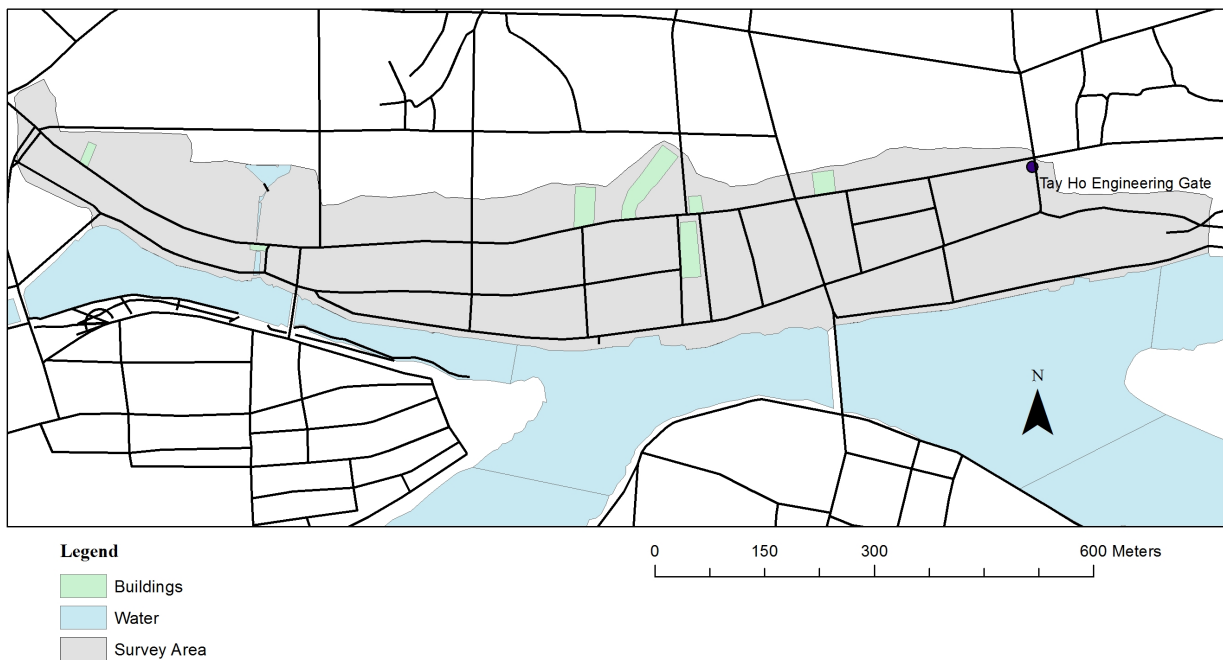 Tay Ho Engineering Gate
N
Legend
Buildings
Water
Survey Area
0 150 300 600 Meters